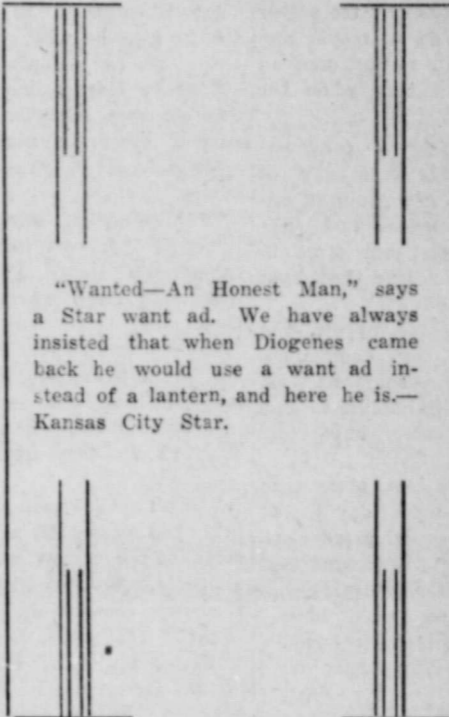 "Wanted—An Honest Man," says
a Star want ad. We have always
insisted that when Diogenes came
back he would use a want ad in-
stead of a lantern, and here he is.—
Kansas City Star.